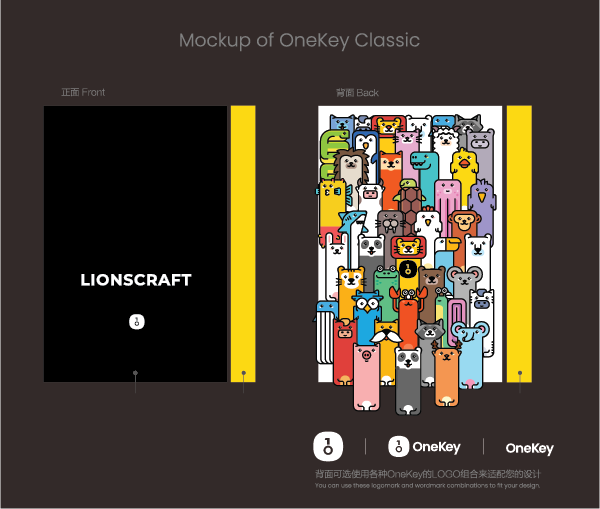 Mockup of OneKey Classic
正面 Front
背面 Back
LIONSCRAFT
OneKey
OneKey
背面可选使用各种OneKey的LOGO组合来适配您的设计
You can use these logomark and wordmark combinations to fit your design.